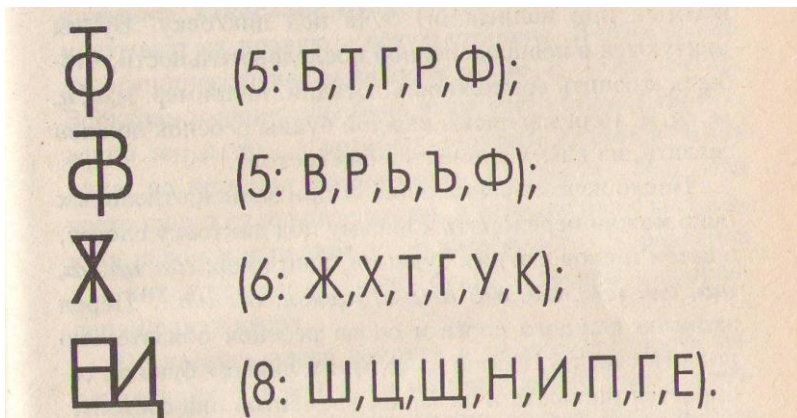 (5: Б,Т,Г,Р,Ф);
(5: В,Р,Ь,Ъ,Ф);
(6: Ж,Х,Т,Г,У,К);
(8: Ш,Ц,Щ,Н,И,П,Г,Е).